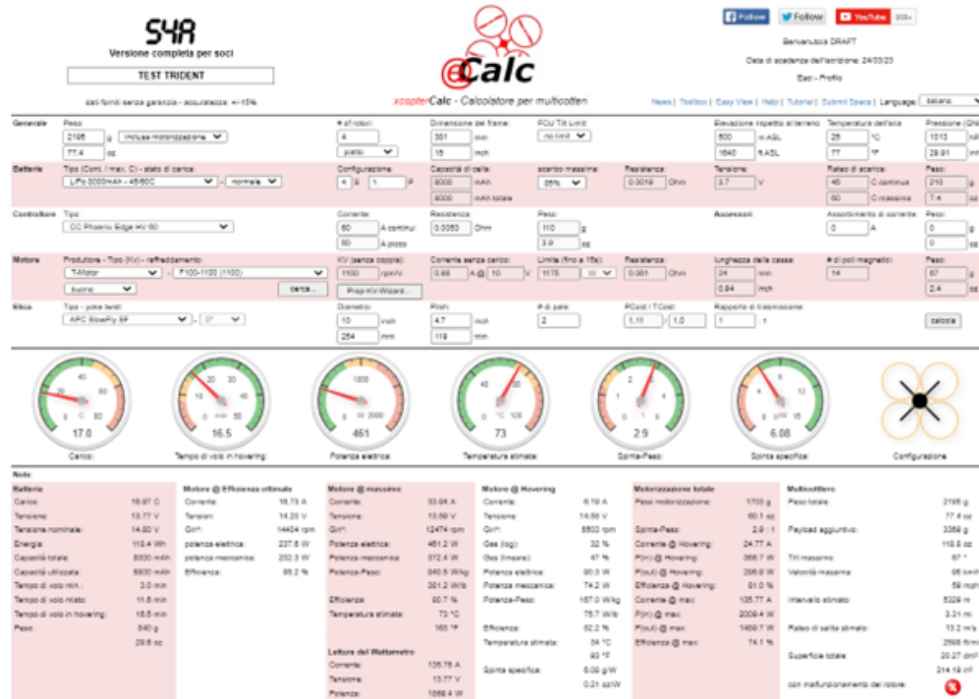 S4A
Versione completa per soci
TEST TRIDENT
dati forniti senza garanzia - accuratezza +/-15%
eCalc
xcopterCalc - Calcolatore per multicotteri
Follow Follow YouTube
Benvenuto/a DRAFT
Data di scadenza dell'iscrizione: 24/03/23
Esci - Profilo
News | Toolbox | Easy View | Help | Tutorial | Submit Specs | Language: italiano
Generale Peso: # of rotori: Dimensione del frame: FCU Tilt Limit Elevazione rispetto al terreno Temperatura dell'aria Pressione (QNH
2195 g inclusa motorizzazione 4 381 mm no limit 500 m ASL 25 °C 1013
77.4 oz piatto 15 inch 1640 ft ASL 77 °F 29.91
Batterie Tipo (Cont. / max. C) - stato di carica Configurazione: Capacità di cella: scarico massima: Resistenza: Tensione: Rateo di scarica: Peso:
LiPo 8000mAh - 45/60C - normale 4 S 1 P 8000 mAh 85% 0.0019 Ohm 3.7 V 45 C continua 210 g
8000 mAh totale 60 C massima 7.4 oz
Controllore Tipo: Corrente: Resistenza: Peso: Accessori Assorbimento di corrente: Peso:
CC Phoenix Edge HV 60 60 A continui 0.0053 Ohm 110 g 0 A 0 g
60 A picco 3.9 oz 0 oz
Motore Produttore - Tipo (Kv) - raffreddamento: KV (senza coppia): Corrente senza carico: Limite (fino a 15s): Resistenza: lunghezza della cassa: # di poli magnetici: Peso:
T-Motor - F100-1100 (1100) 1100 rpm/V A @ 10 V 1175 W Ohm 24 mm 14 67 g
buono cerca... Prop-KV-Wizard... 0.94 inch 2.4 oz
Elica Tipo - yoke twist: Diametro: Pitch: # di pale: PConst / TConst: Rapporto di trasmissione:
APC SlowFly SF - 0° 10 inch 4.7 inch 2 1.11 / 1.0 1 : 1 calcola
254 mm 119 mm
17.0 16.5 461 73 2.9 6.08
Carico: Tempo di volo in hovering: Potenza elettrica: Temperatura stimata: Spinta-Peso: Spinta specifica: Configurazione
Note:
Batteria
Carico: 16.97 C
Tensione: 13.77 V
Tensione nominale: 14.80 V
Energia: 118.4 Wh
Capacità totale: 8000 mAh
Capacità utilizzata: 6800 mAh
Tempo di volo min.: 3.0 min
Tempo di volo misto: 11.6 min
Tempo di volo in hovering: 16.5 min
Peso: 840 g
29.6 oz
Motore @ Efficienza ottimale
Corrente: 16.73 A
Tension: 14.20 V
Giri*: 14404 rpm
potenza elettrica: 237.6 W
potenza meccanica: 202.3 W
Efficienza: 85.2 %
Motore @ massimo
Corrente: 33.94 A
Tensione: 13.59 V
Giri*: 12474 rpm
Potenza elettrica: 461.2 W
Potenza meccanica: 372.4 W
Potenza-Peso: 840.5 W/kg
381.2 W/lb
Efficienza: 80.7 %
Temperatura stimata: 73 °C
163 °F
Letture del Wattametro
Corrente: 135.76 A
Tensione: 13.77 V
Potenza: 1869.4 W
Motore @ Hovering
Corrente: 6.19 A
Tensione: 14.58 V
Giri*: rpm
Gas (log): 32 %
Gas (lineare): 47 %
Potenza elettrica: 90.3 W
Potenza meccanica: 74.2 W
Potenza-Peso: 167.0 W/kg
75.7 W/lb
Efficienza: 82.2 %
Temperatura stimata: 34 °C
93 °F
Spinta specifica: 6.08 g/W
0.21 oz/W
Motorizzazione totale
Peso motorizzazione: 1703 g
60.1 oz
Spinta-Peso: 2.9 : 1
Corrente @ Hovering: 24.77 A
P(in) @ Hovering: 366.7 W
P(out) @ Hovering: 296.9 W
Efficienza @ Hovering: 81.0 %
Corrente @ max: 135.77 A
P(in) @ max: 2009.4 W
P(out) @ max: 1489.7 W
Efficienza @ max: 74.1 %
Multicottero
Peso totale: 2195 g
77.4 oz
Payload aggiuntivo: g
118.8 oz
Tilt massimo: 67 °
Velocità massima: 95 km/h
59 mph
Intervallo stimato: m
3.31 mi
Rateo di salita stimato: 13.2 m/s
2598 ft/min
Superficie totale: 20.27 dm²
314.19 in²
con malfunzionamento del rotore: